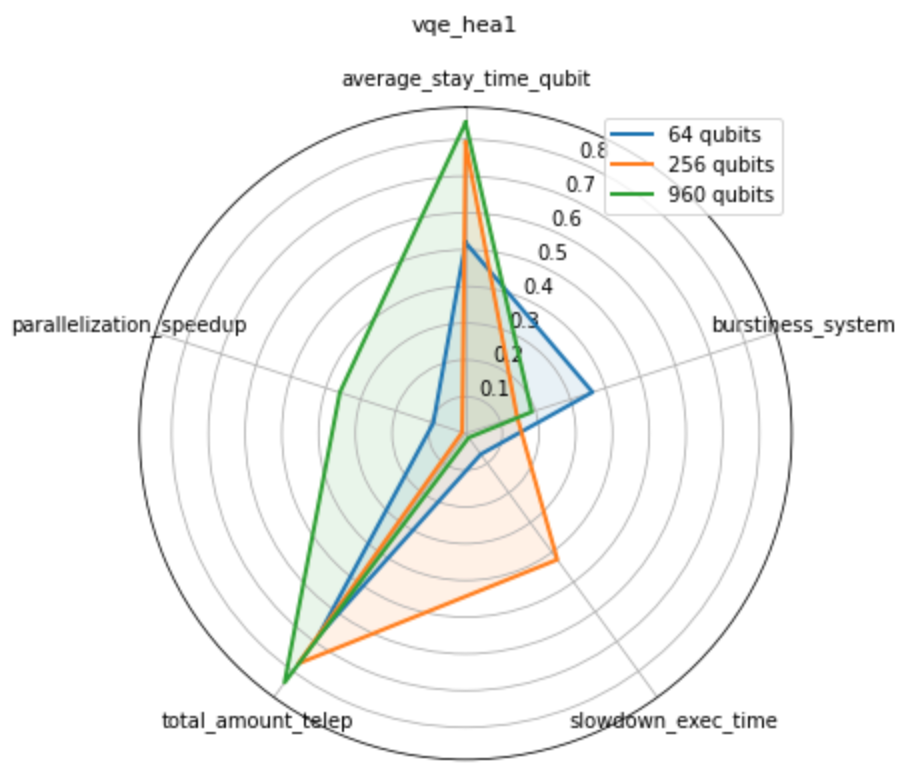 vqe_hea1
average_stay_time_qubit
64 qubits
256 qubits
960 qubits
0.8
0.7
0.6
0.5
0.4
0.3
0.2
0.1
parallelization_speedup
burstiness_system
total_amount_telep
slowdown_exec_time